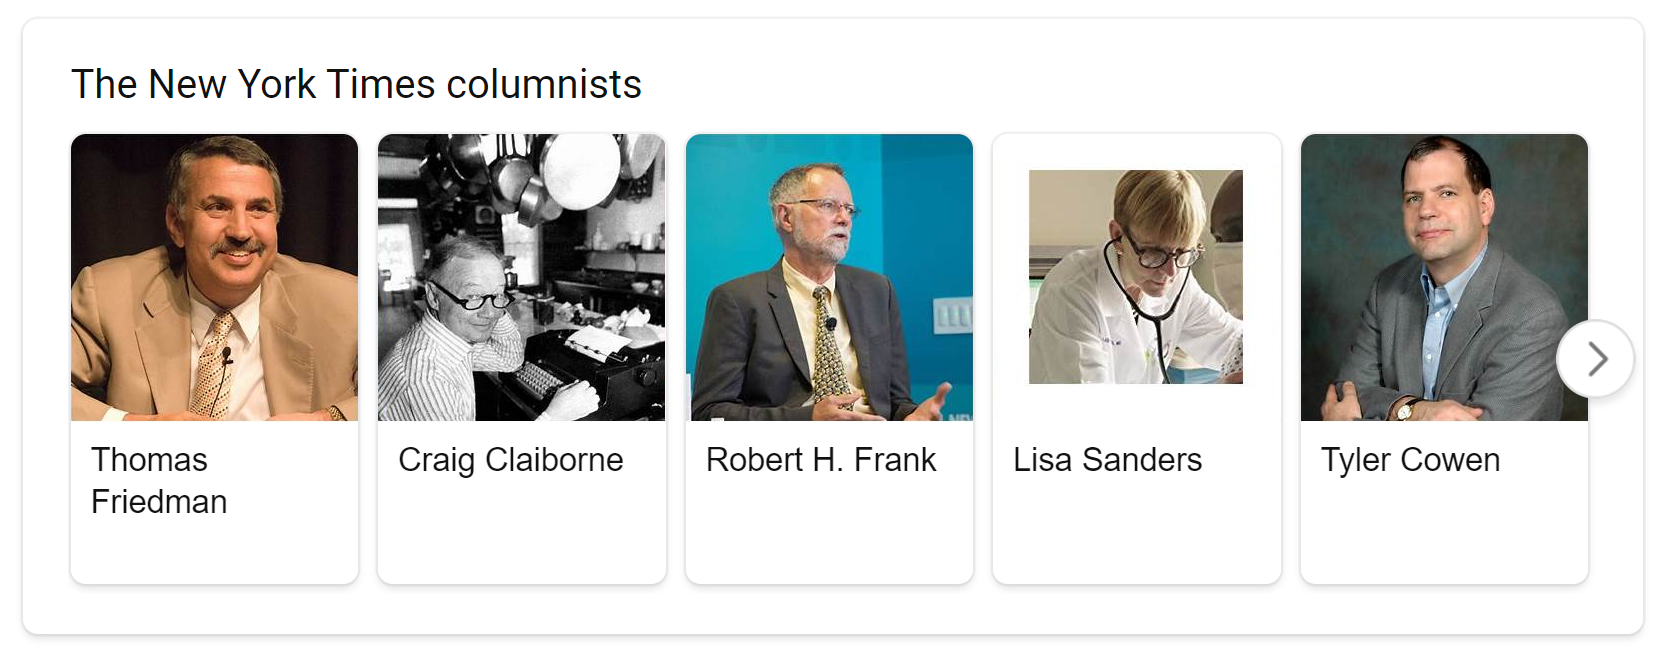 The New York Times columnists
Thomas
Friedman
Craig Claiborne
Robert H. Frank
Lisa Sanders
Tyler Cowen